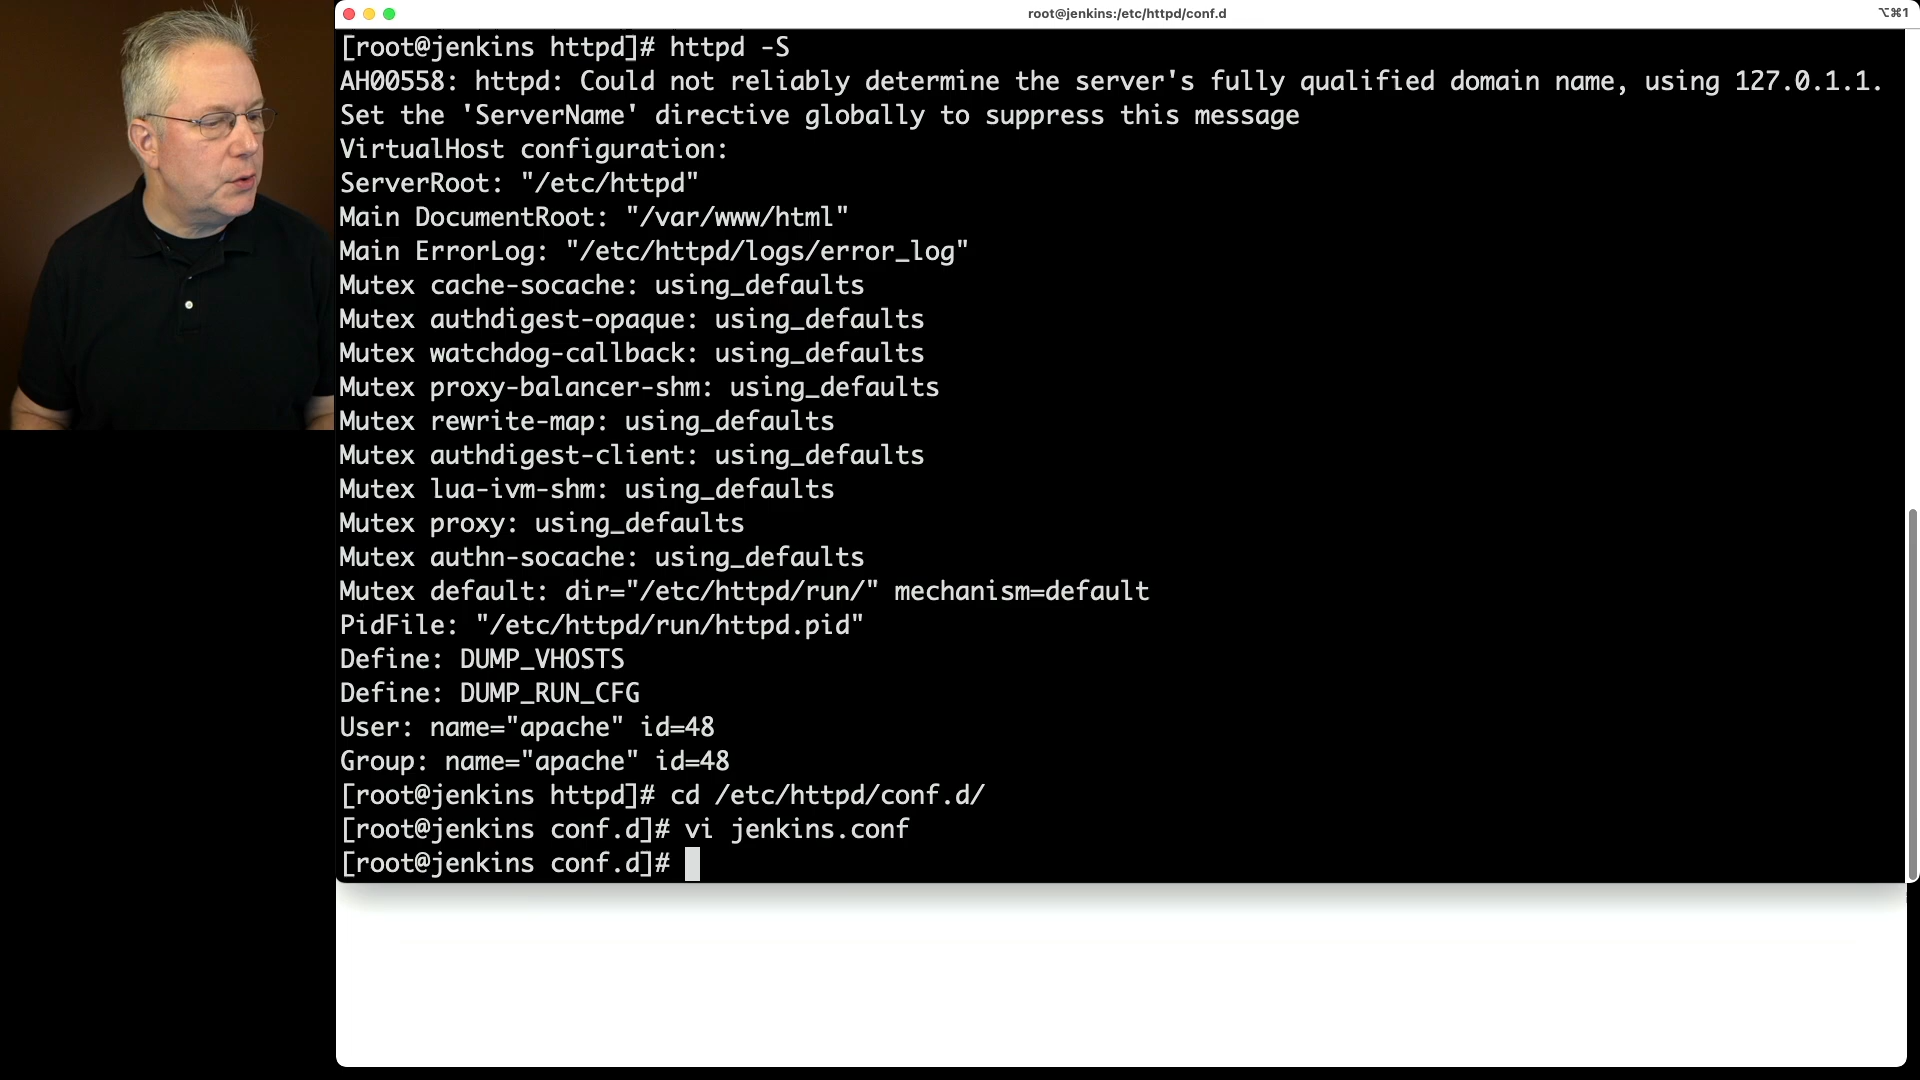 root@jenkins:/etc/httpd/conf.d
⌥⌘1
[root@jenkins httpd]# httpd -S
AH00558: httpd: Could not reliably determine the server's fully qualified domain name, using 127.0.1.1.
Set the 'ServerName' directive globally to suppress this message
VirtualHost configuration:
ServerRoot: "/etc/httpd"
Main DocumentRoot: "/var/www/html"
Main ErrorLog: "/etc/httpd/logs/error_log"
Mutex cache-socache: using_defaults
Mutex authdigest-opaque: using_defaults
Mutex watchdog-callback: using_defaults
Mutex proxy-balancer-shm: using_defaults
Mutex rewrite-map: using_defaults
Mutex authdigest-client: using_defaults
Mutex lua-ivm-shm: using_defaults
Mutex proxy: using_defaults
Mutex authn-socache: using_defaults
Mutex default: dir="/etc/httpd/run/" mechanism=default
PidFile: "/etc/httpd/run/httpd.pid"
Define: DUMP_VHOSTS
Define: DUMP_RUN_CFG
User: name="apache" id=48
Group: name="apache" id=48
[root@jenkins httpd]# cd /etc/httpd/conf.d/
[root@jenkins conf.d]# vi jenkins.conf
[root@jenkins conf.d]#